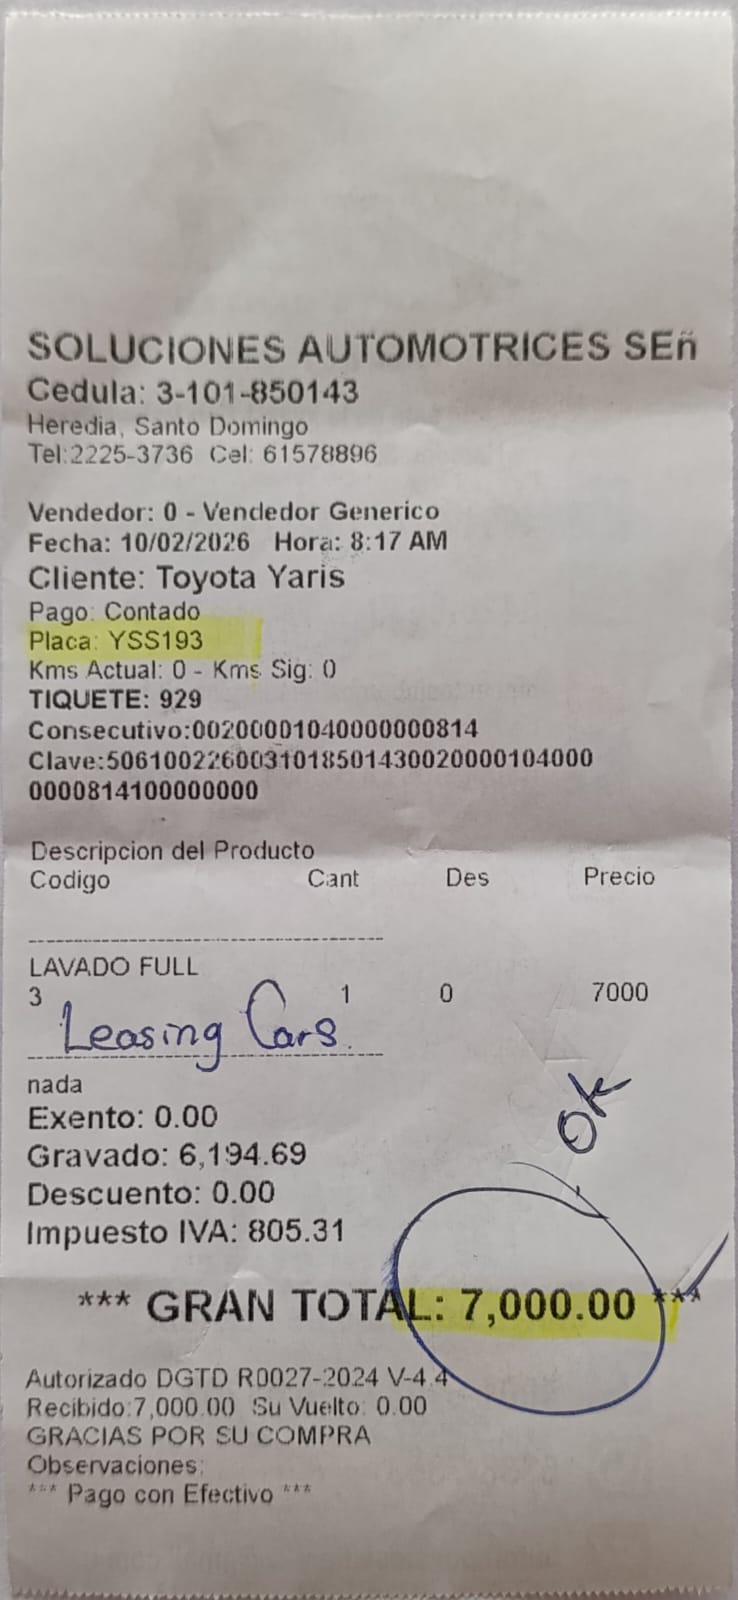 SOLUCIONES AUTOMOTRICES SEñ
Cedula: 3-101-850143
Heredia, Santo Domingo
Tel:2225-3736 Cel: 61578896
Vendedor: 0 - Vendedor Generico
Fecha: 10/02/2026 Hora: 8:17 AM
Cliente: Toyota Yaris
Pago: Contado
Placa: YSS193
Kms Actual: 0 - Kms Sig: 0
TIQUETE: 929
Consecutivo:00200001040000000814
Clave:5061002260031018501430020000104000
0000814100000000
Descripcion del Producto
Codigo Cant Des Precio
LAVADO FULL
3 1 0 7000
Leasing Cars.
nada
Exento: 0.00
ok
Gravado: 6,194.69
Descuento: 0.00
Impuesto IVA: 805.31
*** GRAN TOTAL: 7,000.00 ***
Autorizado DGTD R0027-2024 V-4.4
Recibido:7,000.00 Su Vuelto: 0.00
GRACIAS POR SU COMPRA
Observaciones:
*** Pago con Efectivo ***